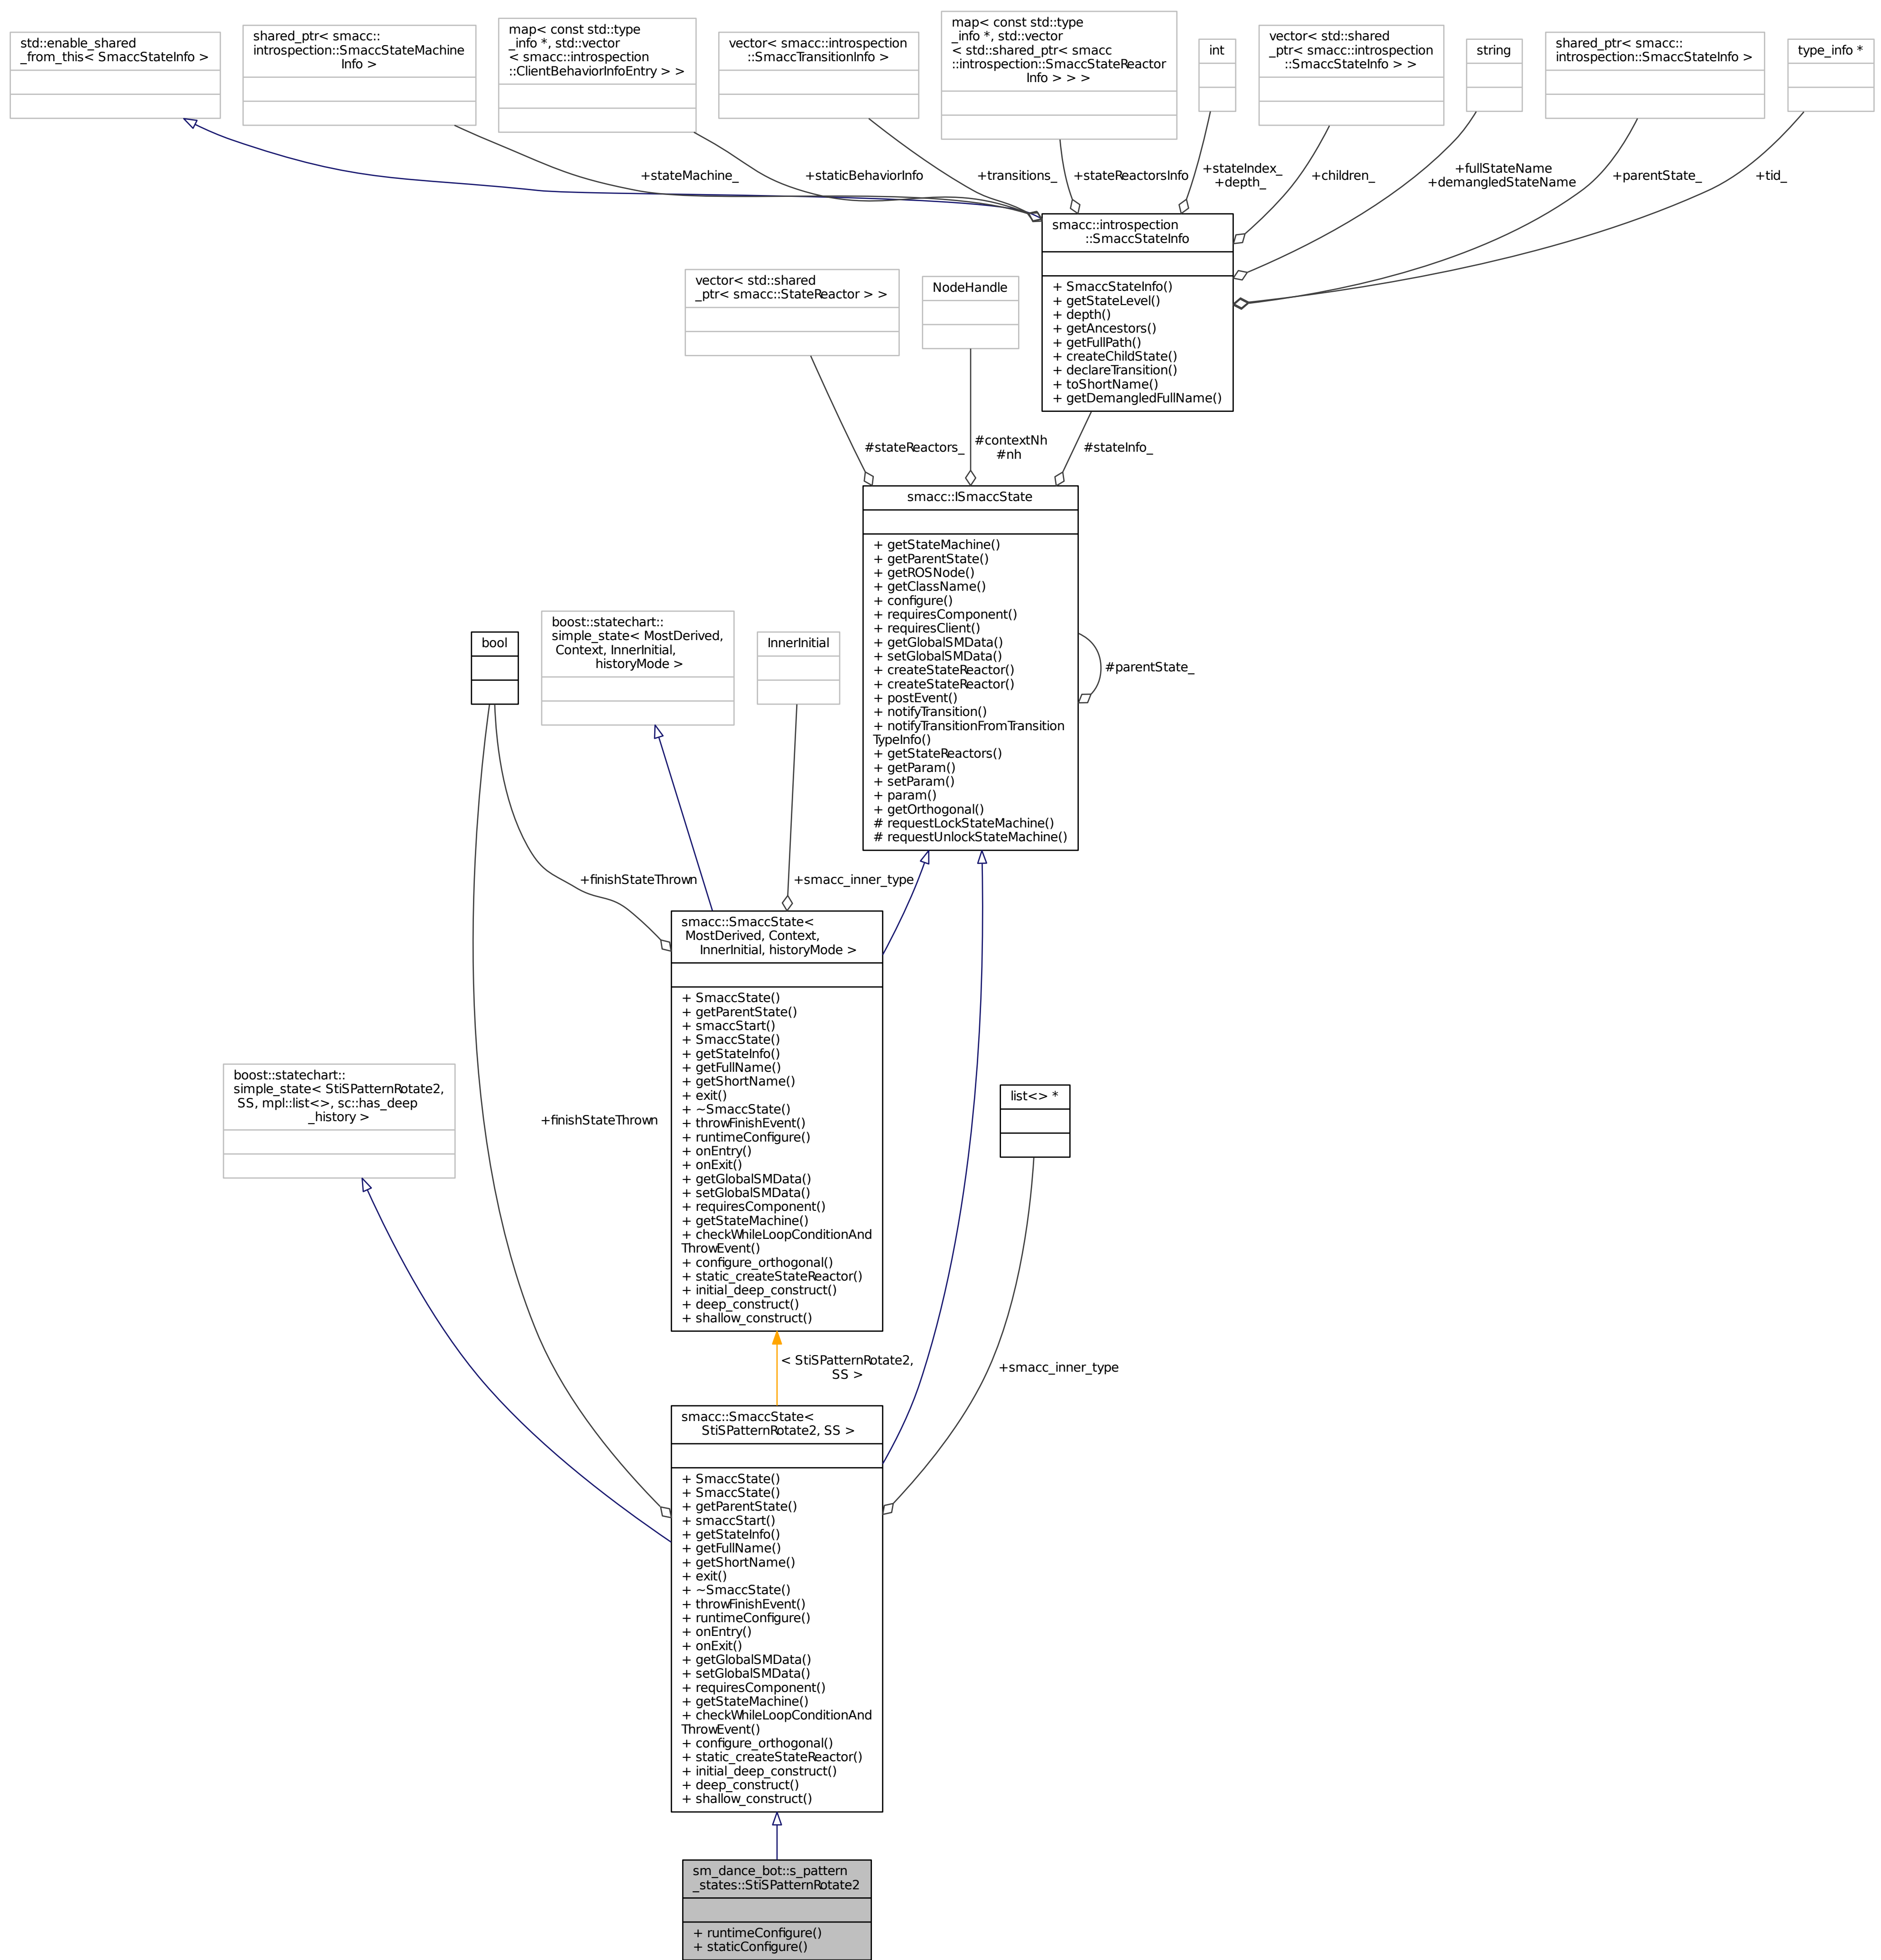 std::enable_shared
_from_this< SmaccStateInfo >
shared_ptr< smacc::
introspection::SmaccStateMachine
Info >
map< const std::type
_info *, std::vector
< smacc::introspection
::ClientBehaviorInfoEntry > >
vector< smacc::introspection
::SmaccTransitionInfo >
map< const std::type
_info *, std::vector
< std::shared_ptr< smacc
::introspection::SmaccStateReactor
Info > > >
int
vector< std::shared
_ptr< smacc::introspection
::SmaccStateInfo > >
string
shared_ptr< smacc::
introspection::SmaccStateInfo >
type_info *
+stateMachine_
+staticBehaviorInfo
+transitions_
+stateReactorsInfo
+stateIndex_
+depth_
+children_
+fullStateName
+demangledStateName
+parentState_
+tid_
smacc::introspection
::SmaccStateInfo
+ SmaccStateInfo()
+ getStateLevel()
+ depth()
+ getAncestors()
+ getFullPath()
+ createChildState()
+ declareTransition()
+ toShortName()
+ getDemangledFullName()
vector< std::shared
_ptr< smacc::StateReactor > >
NodeHandle
#stateReactors_
#contextNh
#nh
#stateInfo_
smacc::ISmaccState
+ getStateMachine()
+ getParentState()
+ getROSNode()
+ getClassName()
+ configure()
+ requiresComponent()
+ requiresClient()
+ getGlobalSMData()
+ setGlobalSMData()
+ createStateReactor()
+ createStateReactor()
+ postEvent()
+ notifyTransition()
+ notifyTransitionFromTransition
TypeInfo()
+ getStateReactors()
+ getParam()
+ setParam()
+ param()
+ getOrthogonal()
# requestLockStateMachine()
# requestUnlockStateMachine()
#parentState_
bool
boost::statechart::
simple_state< MostDerived,
Context, InnerInitial,
historyMode >
InnerInitial
+finishStateThrown
+smacc_inner_type
smacc::SmaccState<
MostDerived, Context,
InnerInitial, historyMode >
+ SmaccState()
+ getParentState()
+ smaccStart()
+ SmaccState()
+ getStateInfo()
+ getFullName()
+ getShortName()
+ exit()
+ ~SmaccState()
+ throwFinishEvent()
+ runtimeConfigure()
+ onEntry()
+ onExit()
+ getGlobalSMData()
+ setGlobalSMData()
+ requiresComponent()
+ getStateMachine()
+ checkWhileLoopConditionAnd
ThrowEvent()
+ configure_orthogonal()
+ static_createStateReactor()
+ initial_deep_construct()
+ deep_construct()
+ shallow_construct()
boost::statechart::
simple_state< StiSPatternRotate2,
SS, mpl::list<>, sc::has_deep
_history >
+finishStateThrown
list<> *
< StiSPatternRotate2,
SS >
+smacc_inner_type
smacc::SmaccState<
StiSPatternRotate2, SS >
+ SmaccState()
+ SmaccState()
+ getParentState()
+ smaccStart()
+ getStateInfo()
+ getFullName()
+ getShortName()
+ exit()
+ ~SmaccState()
+ throwFinishEvent()
+ runtimeConfigure()
+ onEntry()
+ onExit()
+ getGlobalSMData()
+ setGlobalSMData()
+ requiresComponent()
+ getStateMachine()
+ checkWhileLoopConditionAnd
ThrowEvent()
+ configure_orthogonal()
+ static_createStateReactor()
+ initial_deep_construct()
+ deep_construct()
+ shallow_construct()
sm_dance_bot::s_pattern
_states::StiSPatternRotate2
+ runtimeConfigure()
+ staticConfigure()